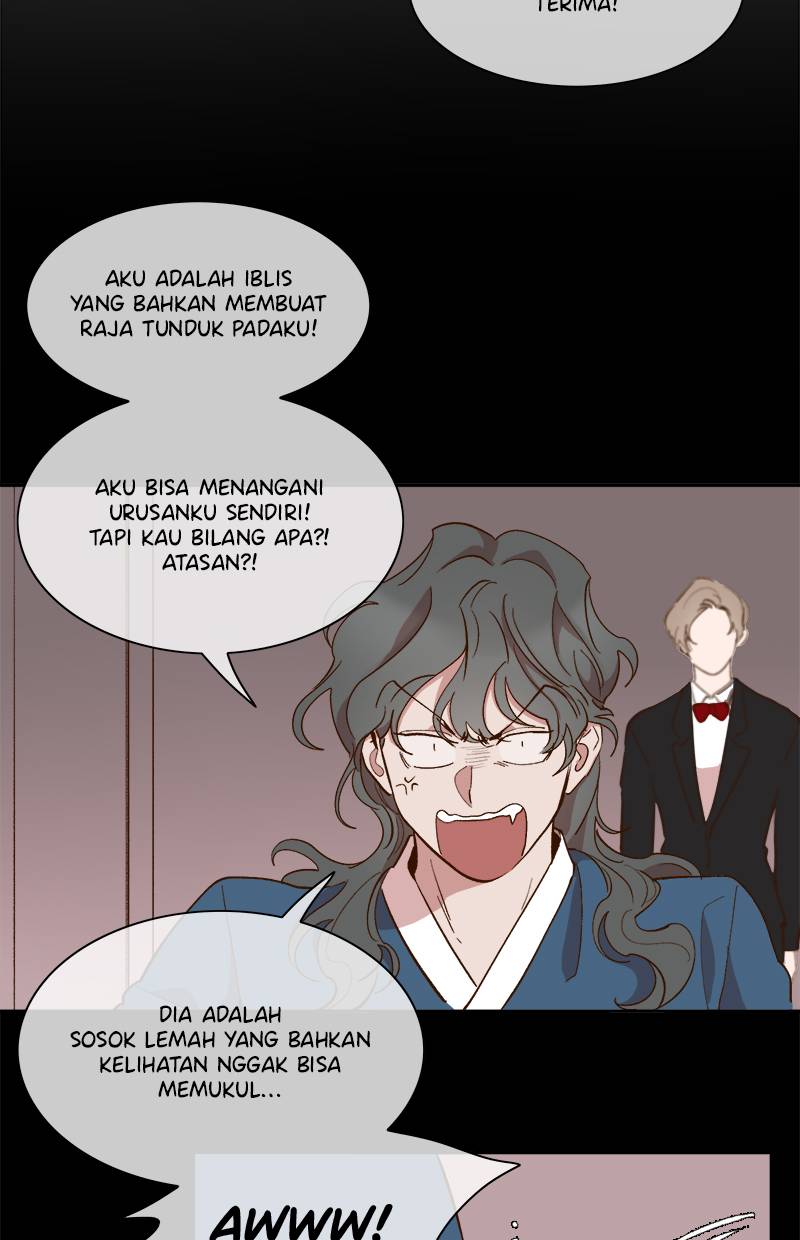 TERIMA!
AKU ADALAH IBLIS
YANG BAHKAN MEMBUAT
RAJA TUNDUK PADAKU!
AKU BISA MENANGANI
URUSANKU SENDIRI!
TAPI KAU BILANG APA?!
ATASAN?!
DIA ADALAH
SOSOK LEMAH YANG BAHKAN
KELIHATAN NGGAK BISA
MEMUKUL...
AWWW!